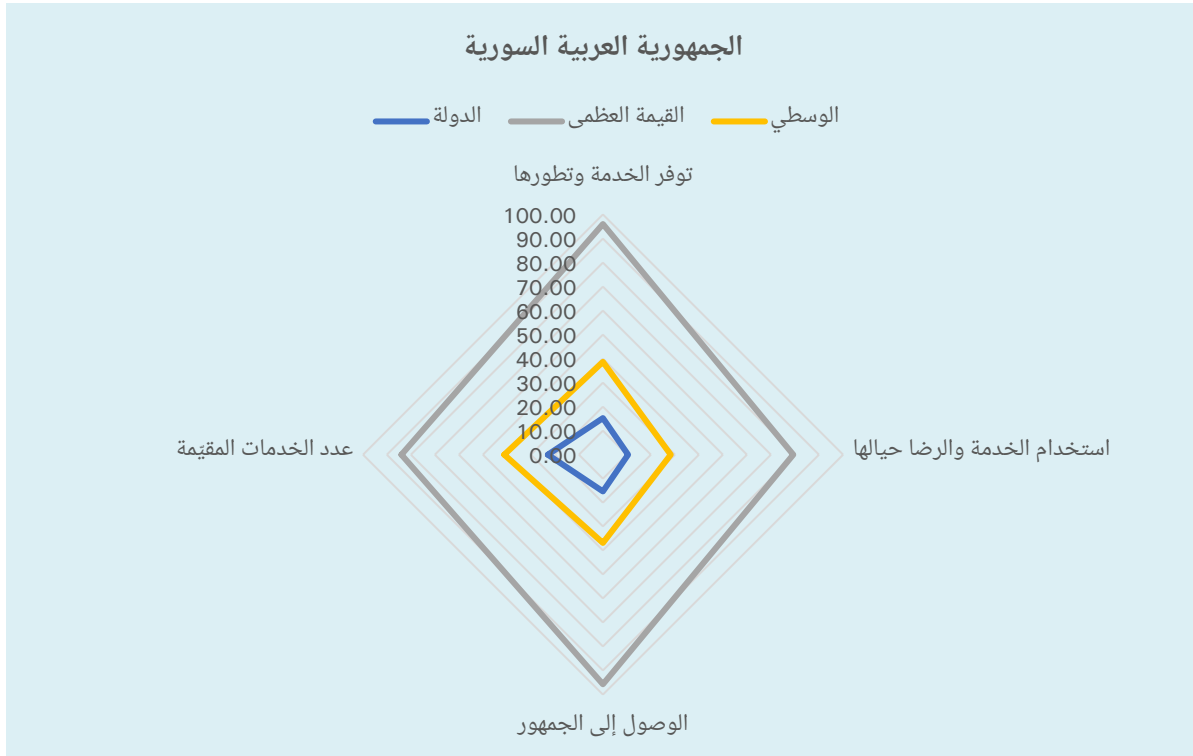 الجمهورية العربية السورية
الوسطي القيمة العظمى الدولة
توفر الخدمة وتطورها
100.00
90.00
80.00
70.00
60.00
50.00
40.00
30.00
20.00
10.00
0.00
استخدام الخدمة والرضا حيالها
عدد الخدمات المقيّمة
الوصول إلى الجمهور